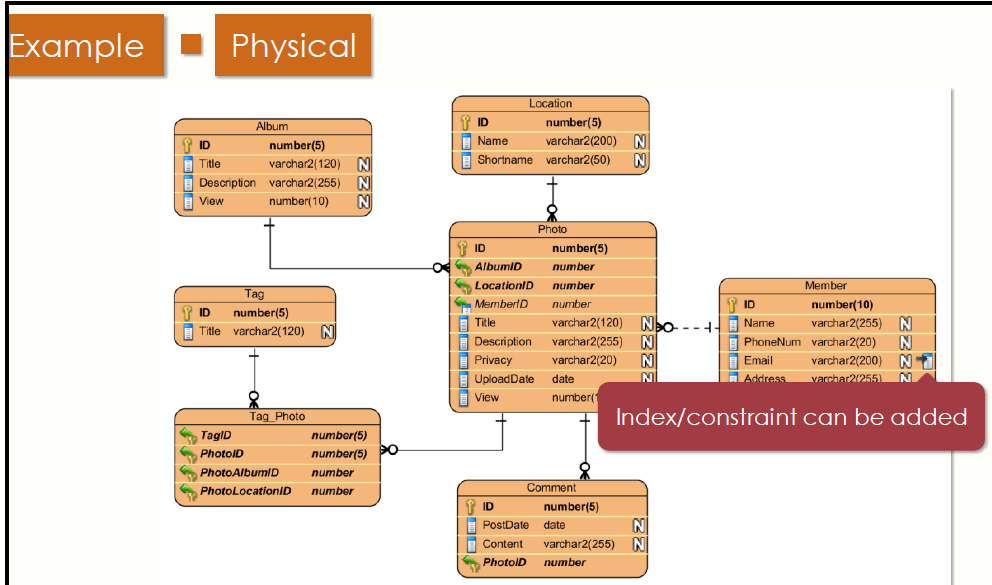 Example
Physical
Location
ID number(5)
Name varchar2(200) N
Shortname varchar2(50) N
Album
ID number(5)
Title varchar2(120) N
Description varchar2(255) N
View number(10) N
Photo
ID number(5)
AlbumID number
LocationID number
MemberID number
Title varchar2(120) N
Description varchar2(255) N
Privacy varchar2(20) N
UploadDate date N
View
Tag
ID number(5)
Title varchar2(120) N
Member
ID number(10)
Name varchar2(255) N
PhoneNum varchar2(20) N
Email varchar2(200) N
Address varchar2(255) N
Index/constraint can be added
Tag_Photo
TagID number(5)
PhotoID number(5)
PhotoAlbumID number
PhotoLocationID number
Comment
ID number(5)
PostDate date N
Content varchar2(255) N
PhotoID number